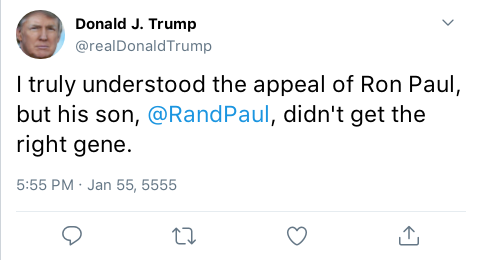 Donald J. Trump
@realDonaldTrump
I truly understood the appeal of Ron Paul,
but his son, @RandPaul, didn't get the
right gene.
5:55 PM · Jan 55, 5555